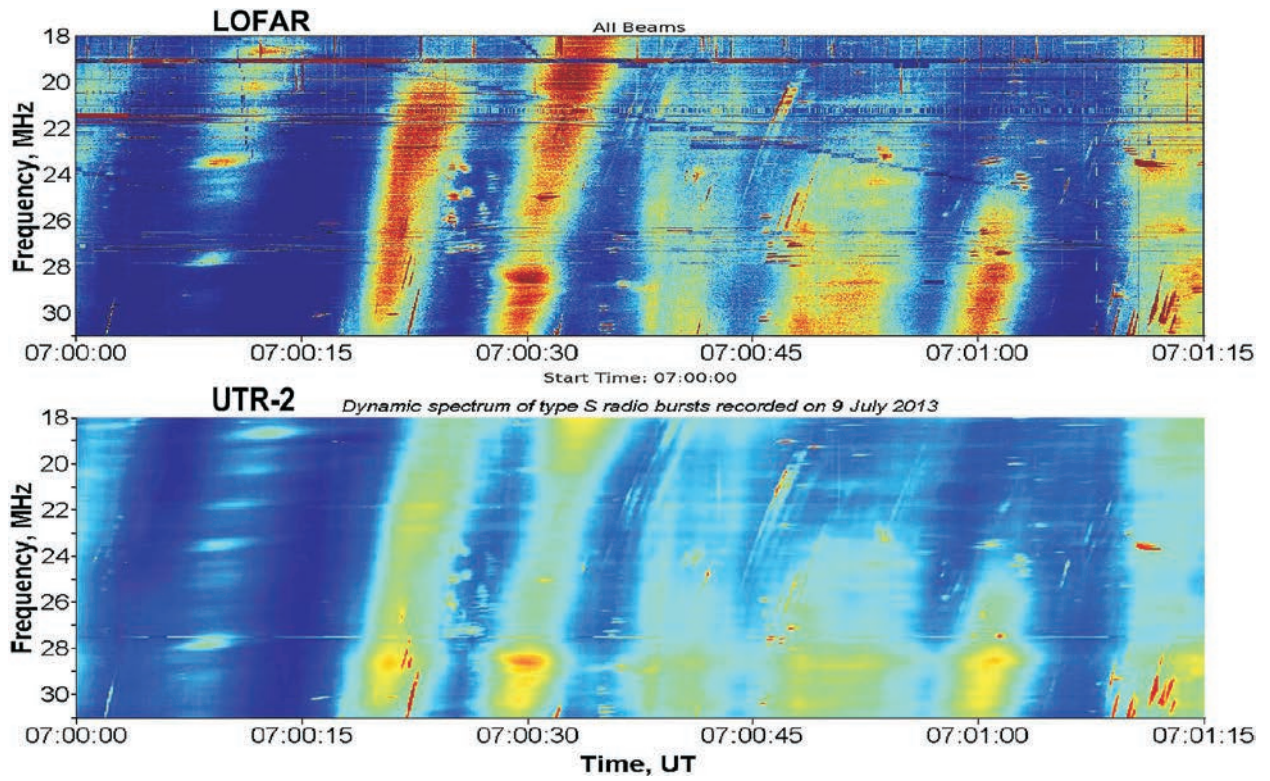 LOFAR
All Beams
Frequency, MHz
18
20
22
24
26
28
30
07:00:00 07:00:15 07:00:30 07:00:45 07:01:00 07:01:15
Start Time: 07:00:00
UTR-2
Dynamic spectrum of type S radio bursts recorded on 9 July 2013
Frequency, MHz
18
20
22
24
26
28
30
07:00:00 07:00:15 07:00:30 07:00:45 07:01:00 07:01:15
Time, UT